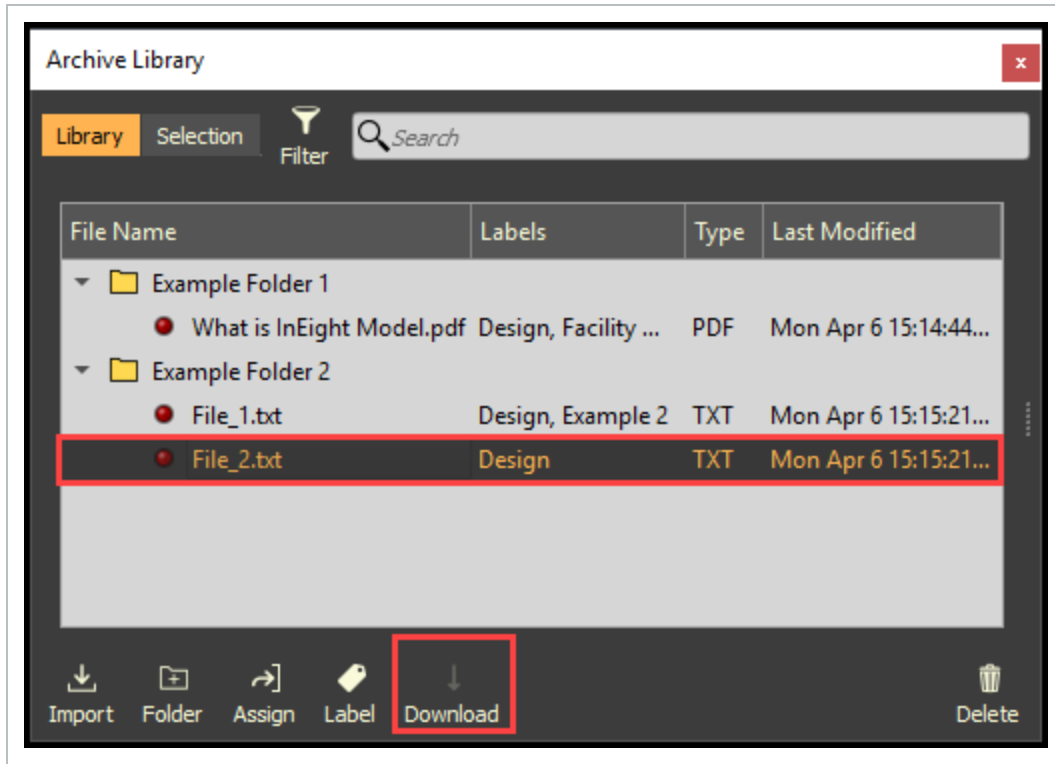 Archive Library
x
Library Selection Filter Search
File Name Labels Type Last Modified
Example Folder 1
What is InEight Model.pdf Design, Facility ... PDF Mon Apr 6 15:14:44...
Example Folder 2
File_1.txt Design, Example 2 TXT Mon Apr 6 15:15:21...
File_2.txt Design TXT Mon Apr 6 15:15:21...
Import Folder Assign Label Download Delete